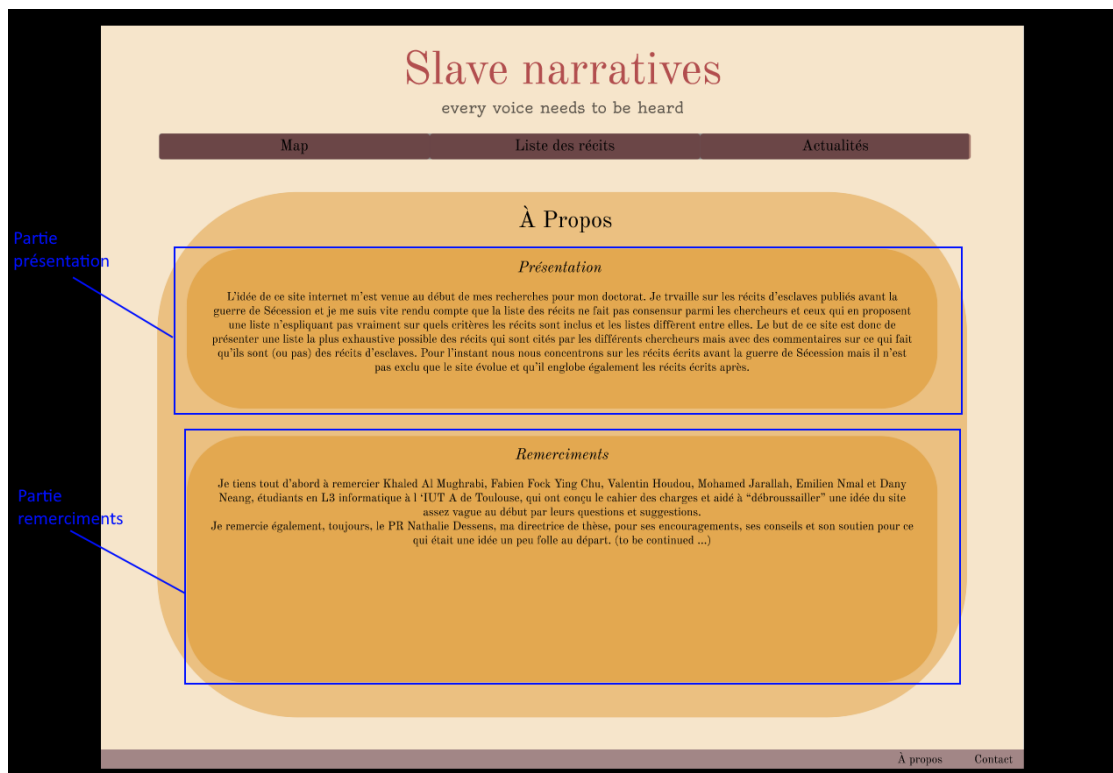 Slave narratives
every voice needs to be heard
Map Liste des récits Actualités
À Propos
Partie
présentation
Présentation
L'idée de ce site internet m'est venue au début de mes recherches pour mon doctorat. Je trvaille sur les récits d'esclaves publiés avant la
guerre de Sécession et je me suis vite rendu compte que la liste des récits ne fait pas consensur parmi les chercheurs et ceux qui en proposent
une liste n'espliquant pas vraiment sur quels critères les récits sont inclus et les listes diffèrent entre elles. Le but de ce site est donc de
présenter une liste la plus exhaustive possible des récits qui sont cités par les différents chercheurs mais avec des commentaires sur ce qui fait
qu'ils sont (ou pas) des récits d'esclaves. Pour l'instant nous nous concentrons sur les récits écrits avant la guerre de Sécession mais il n'est
pas exclu que le site évolue et qu'il englobe également les récits écrits après.
Partie
remerciments
Remerciments
Je tiens tout d'abord à remercier Khaled Al Mughrabi, Fabien Fock Ying Chu, Valentin Houdou, Mohamed Jarallah, Emilien Nmal et Dany
Neang, étudiants en L3 informatique à l 'IUT A de Toulouse, qui ont conçu le cahier des charges et aidé à “débroussailler” une idée du site
assez vague au début par leurs questions et suggestions.
Je remercie également, toujours, le PR Nathalie Dessens, ma directrice de thèse, pour ses encouragements, ses conseils et son soutien pour ce
qui était une idée un peu folle au départ. (to be continued ...)
À propos Contact